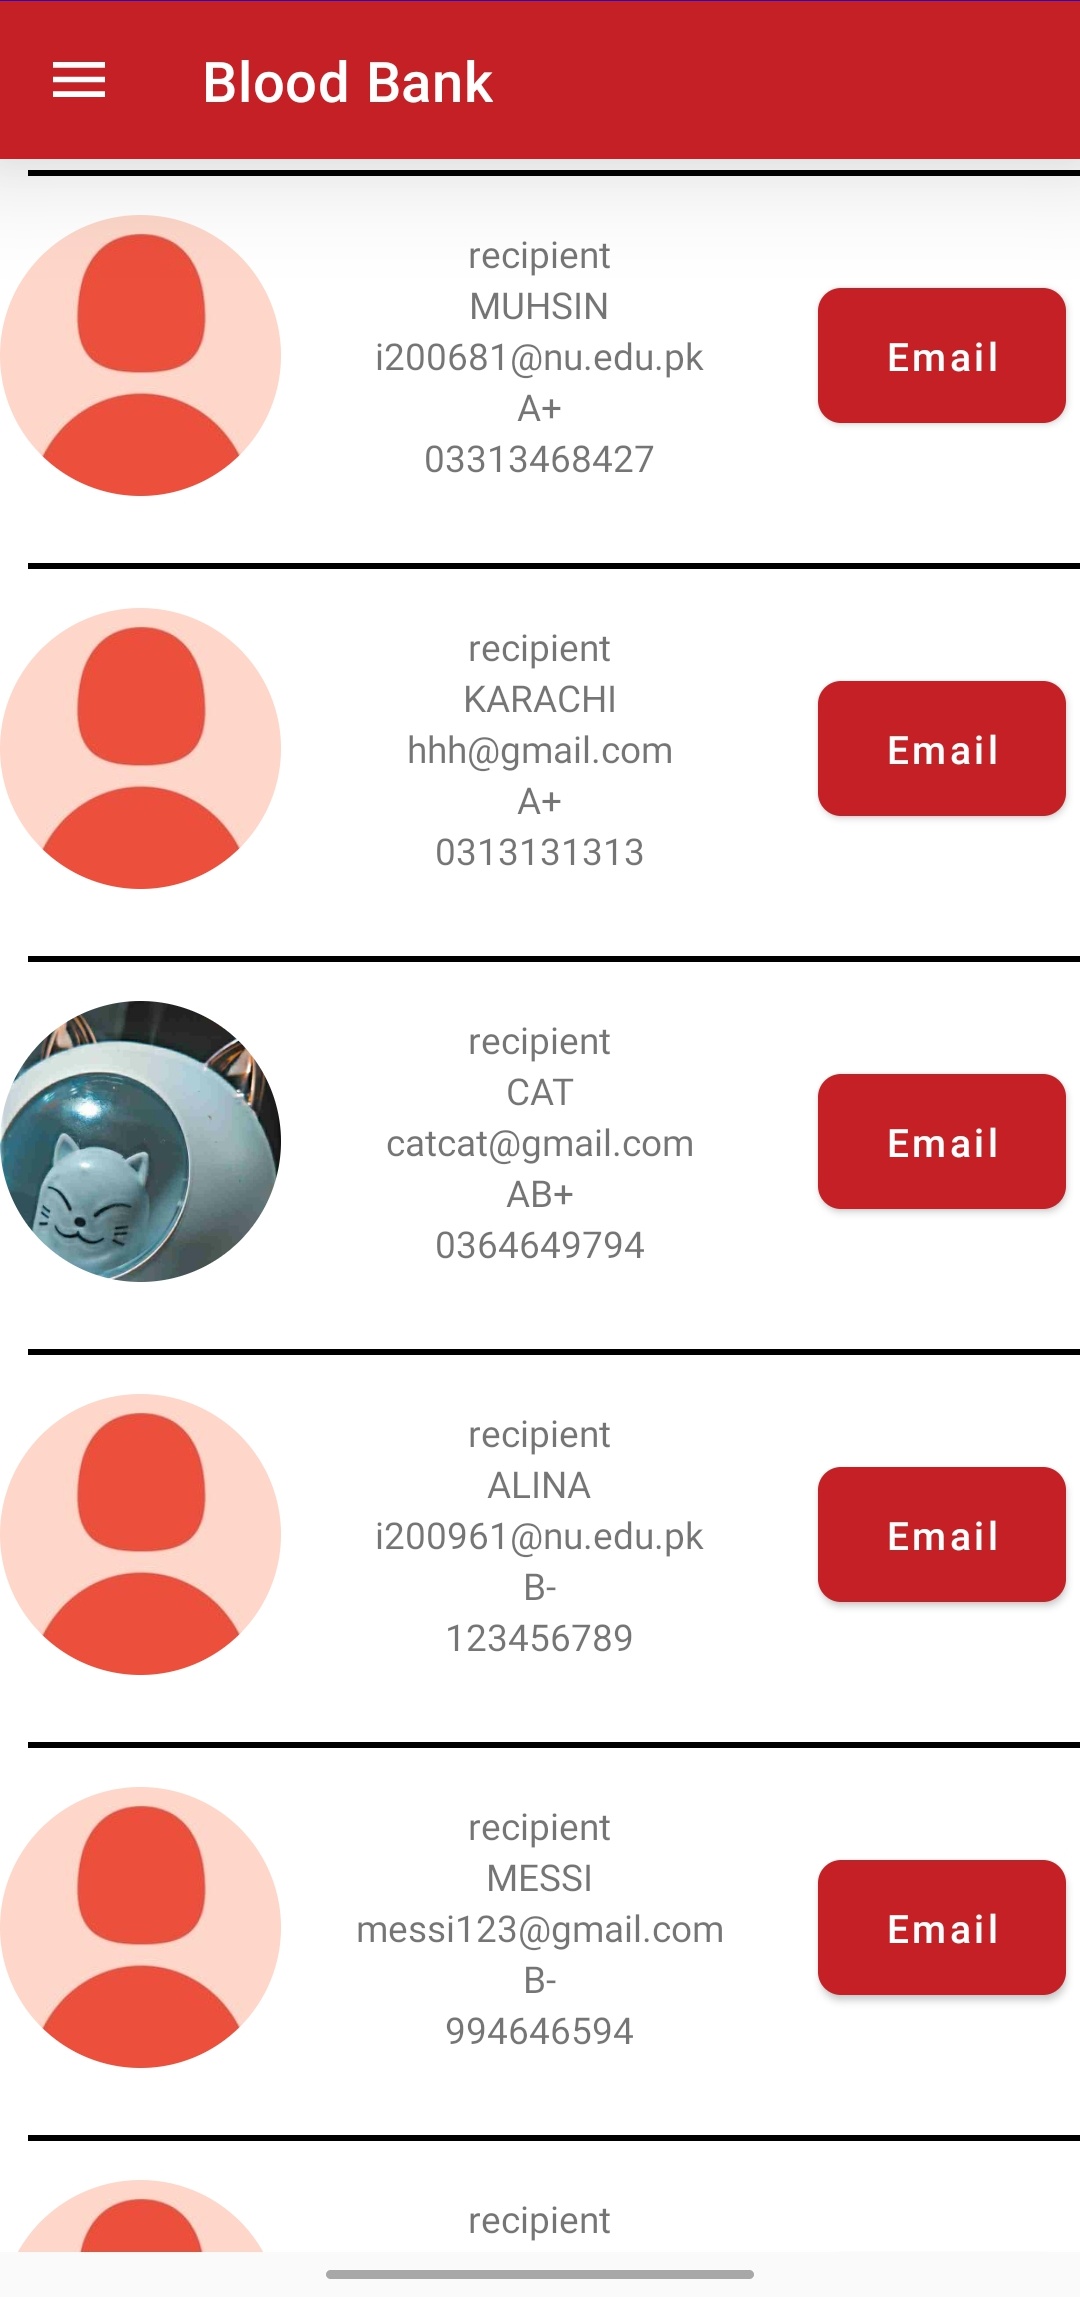 Blood Bank
recipient
MUHSIN
i200681@nu.edu.pk
A+
03313468427
Email
recipient
KARACHI
hhh@gmail.com
A+
0313131313
Email
recipient
CAT
catcat@gmail.com
AB+
0364649794
Email
recipient
ALINA
i200961@nu.edu.pk
B-
123456789
Email
recipient
MESSI
messi123@gmail.com
B-
994646594
Email
recipient